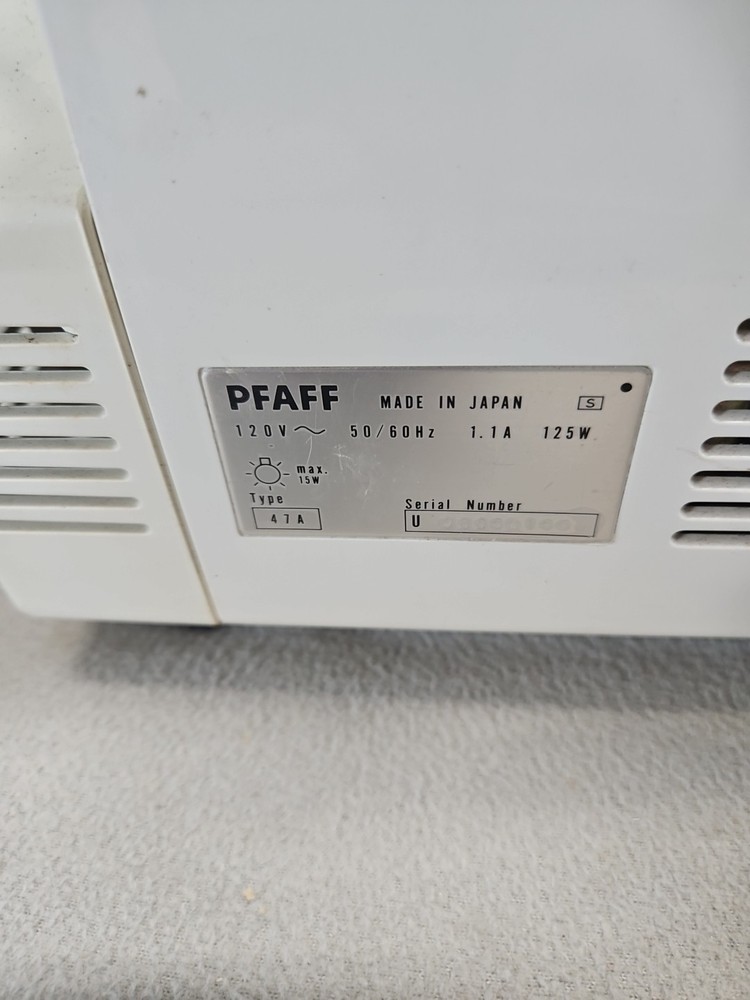 PFAFF MADE IN JAPAN S
120V~ 50/60Hz 1.1A 125W
max.
15W
Type
47A
Serial Number
U